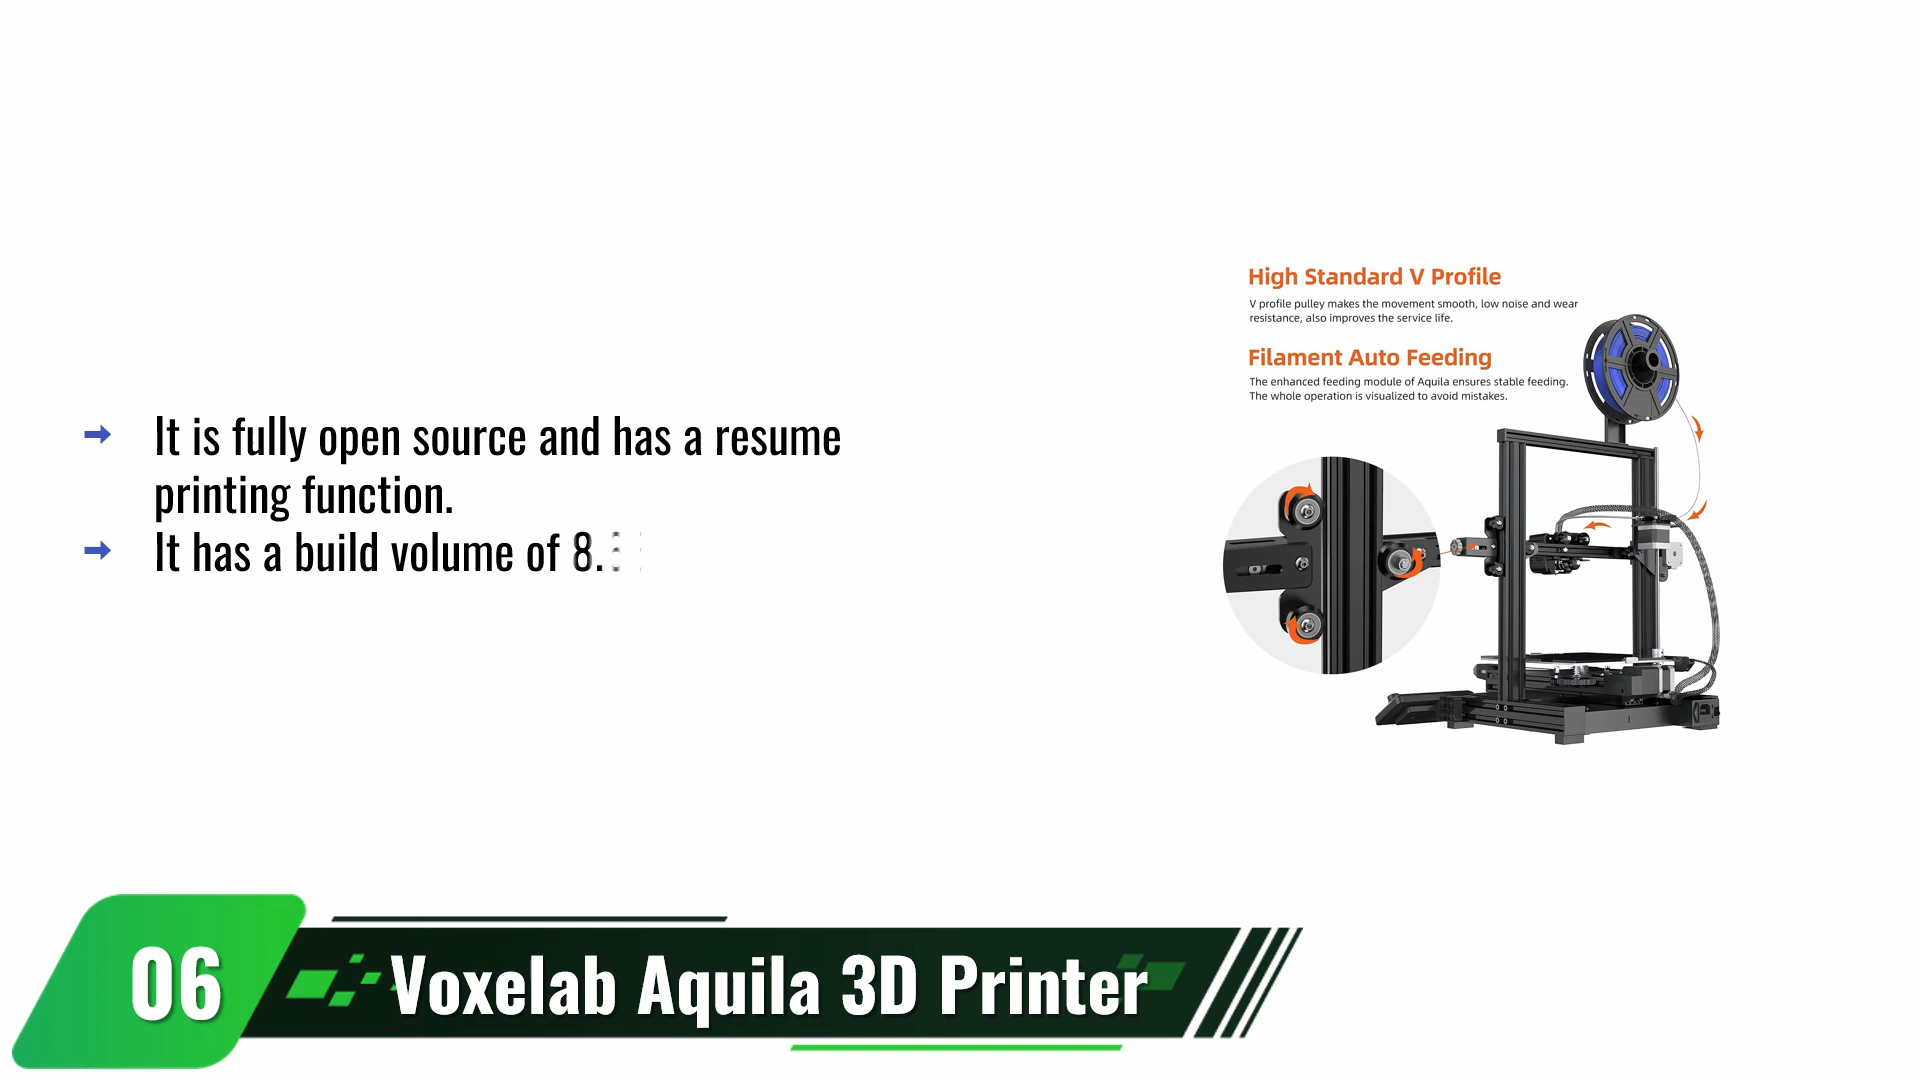 High Standard V Profile
V profile pulley makes the movement smooth, low noise and wear
resistance, also improves the service life.
Filament Auto Feeding
The enhanced feeding module of Aquila ensures stable feeding.
The whole operation is visualized to avoid mistakes.
It is fully open source and has a resume
printing function.
It has a build volume of 8.
06 Voxelab Aquila 3D Printer